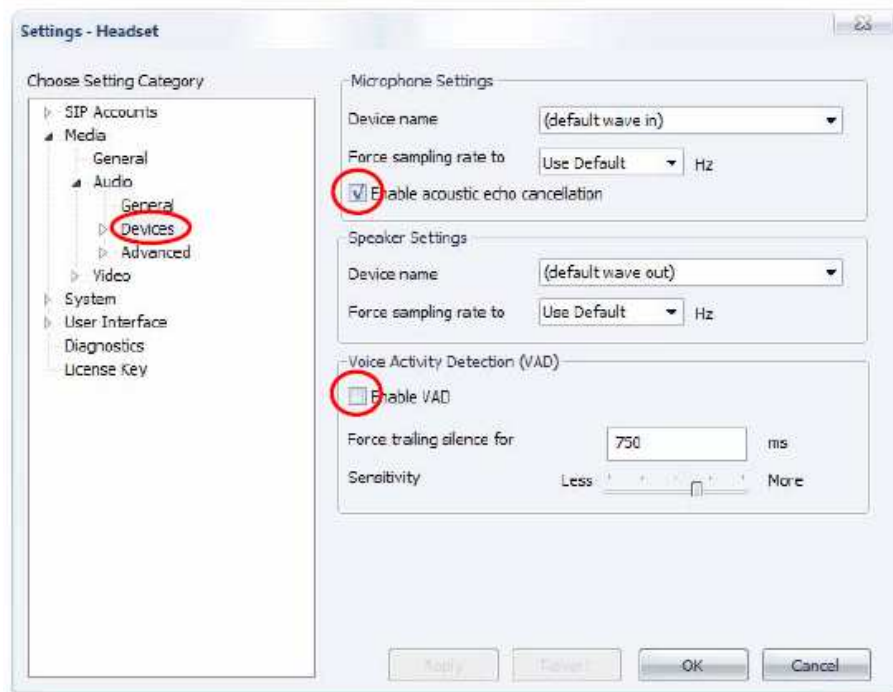 Settings - Headset
Choose Setting Category
SIP Accounts
Media
General
Audio
General
Devices
Advanced
Video
System
User Interface
Diagnostics
License Key
Microphone Settings
Device name (default wave in)
Force sampling rate to Use Default Hz
Enable acoustic echo cancellation
Speaker Settings
Device name (default wave out)
Force sampling rate to Use Default Hz
Voice Activity Detection (VAD)
Enable VAD
Force trailing silence for 750 ms
Sensitivity Less More
Apply Revert OK Cancel